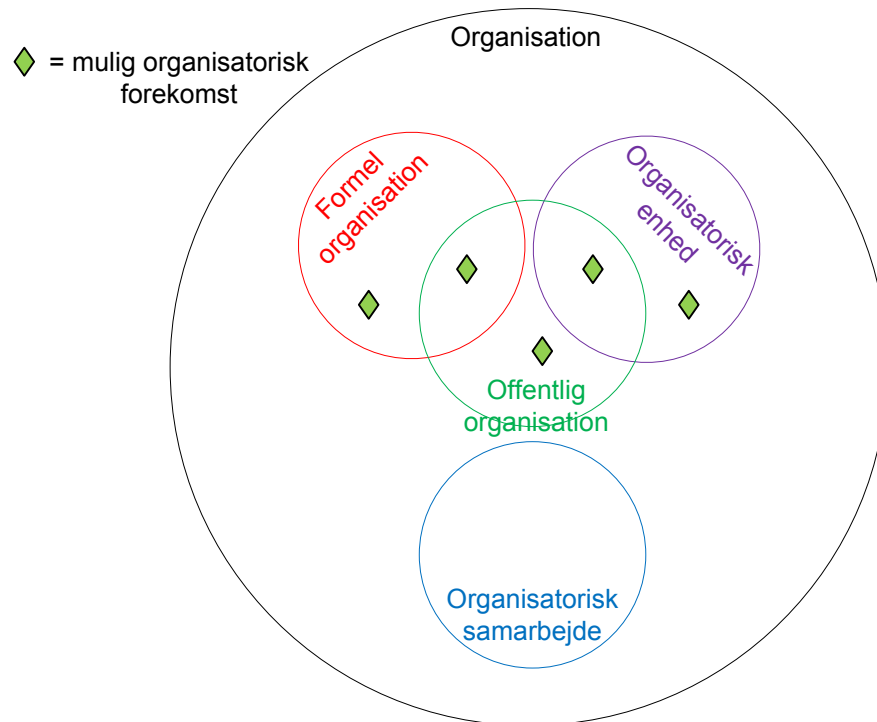 Organisation
= mulig organisatorisk
forekomst
Formel
organisation
Organisatorisk
enhed
Offentlig
organisation
Organisatorisk
samarbejde